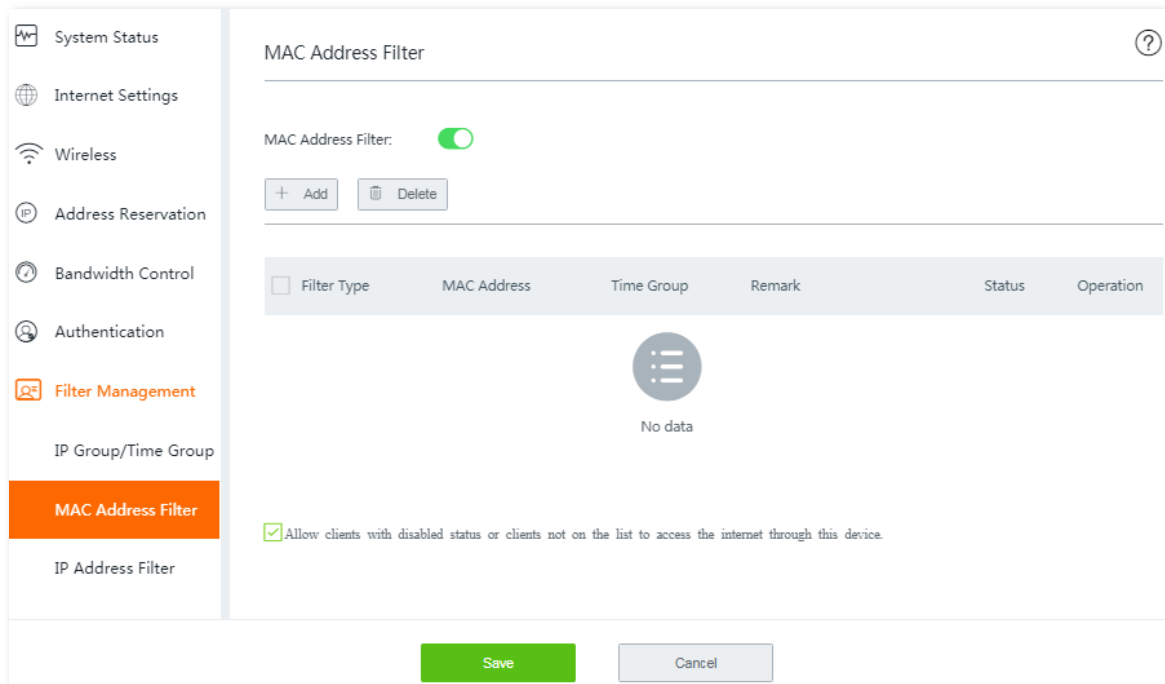 System Status
Internet Settings
Wireless
IP
Address Reservation
Bandwidth Control
Authentication
Filter Management
IP Group/Time Group
MAC Address Filter
IP Address Filter
MAC Address Filter
?
MAC Address Filter:
+ Add Delete
Filter Type MAC Address Time Group Remark Status Operation
No data
Allow clients with disabled status or clients not on the list to access the internet through this device.
Save Cancel